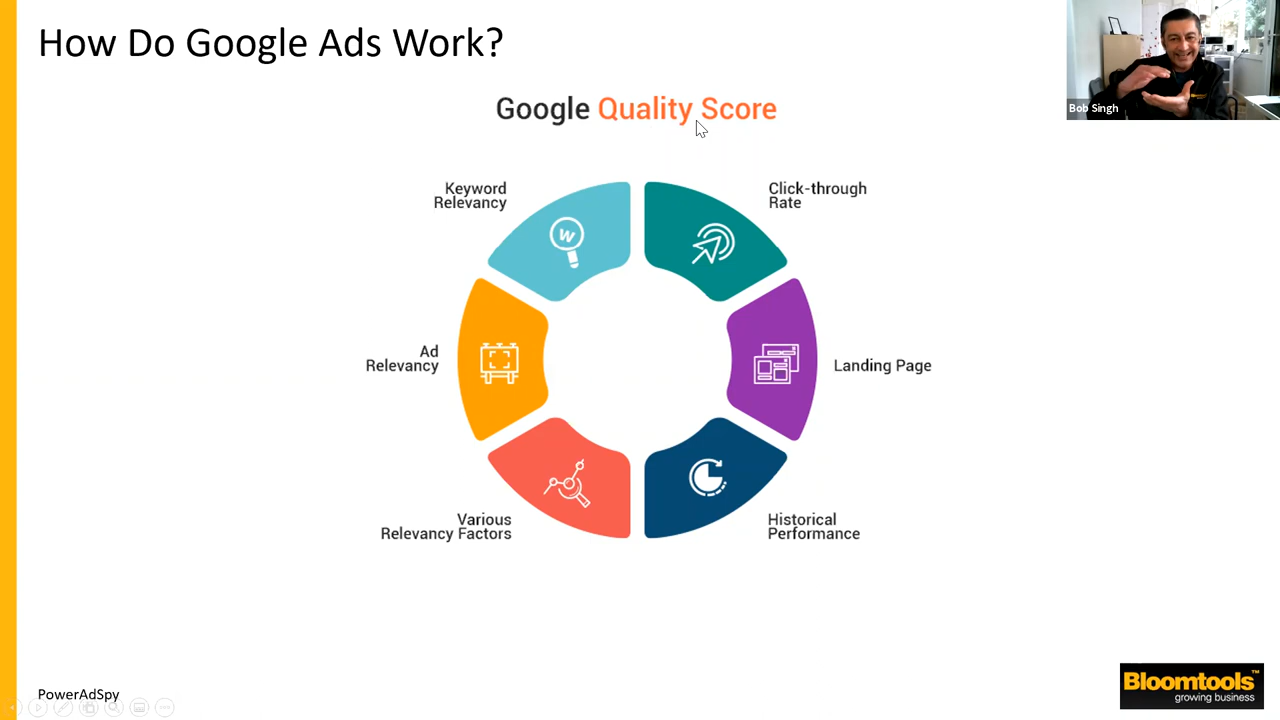 How Do Google Ads Work?
Bob Singh
Google Quality Score
Keyword
Relevancy
Click-through
Rate
W
Ad
Relevancy
Landing Page
Various
Relevancy Factors
Historical
Performance
PowerAdSpy
Bloomtools™
growing business